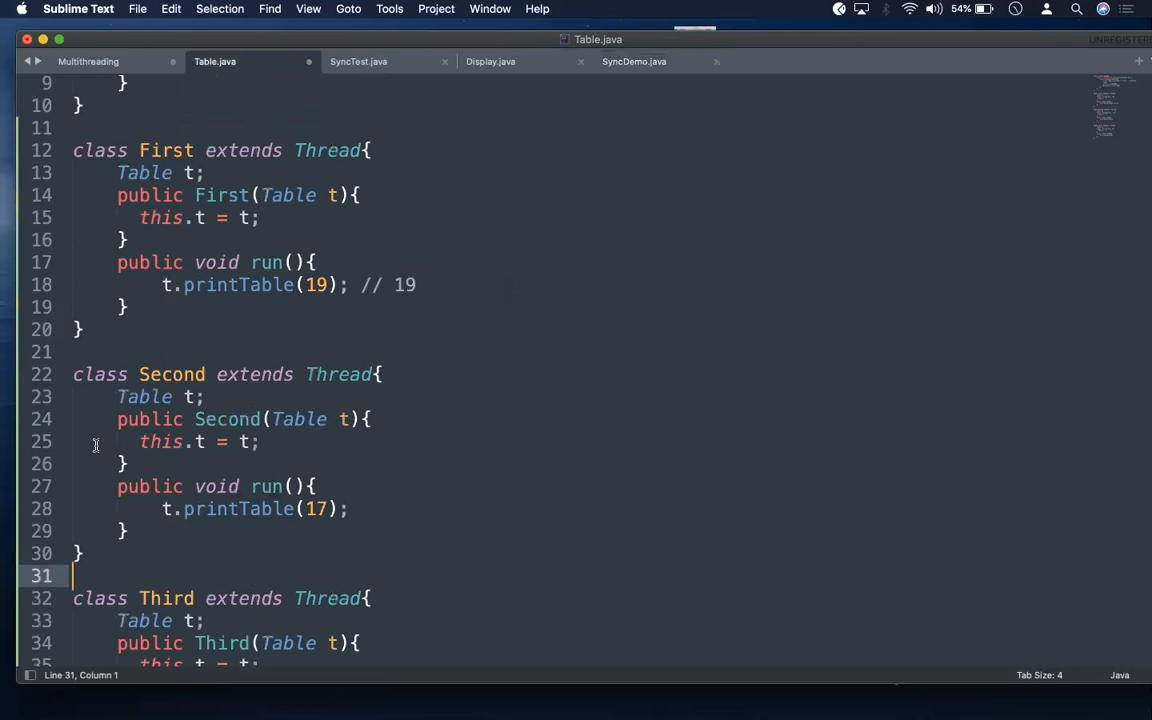 Sublime Text File Edit Selection Find View Goto Tools Project Window Help 54%
Table.java UNREGISTERE
Multithreading Table.java SyncTest.java Display.java SyncDemo.java
9 }
10 }
11
12 class First extends Thread{
13 Table t;
14 public First(Table t){
15 this.t = t;
16 }
17 public void run(){
18 t.printTable(19); // 19
19 }
20 }
21
22 class Second extends Thread{
23 Table t;
24 public Second(Table t){
25 this.t = t;
26 }
27 public void run(){
28 t.printTable(17);
29 }
30 }
31
32 class Third extends Thread{
33 Table t;
34 public Third(Table t){
35 this.t = t;
Line 31, Column 1 Tab Size: 4 Java